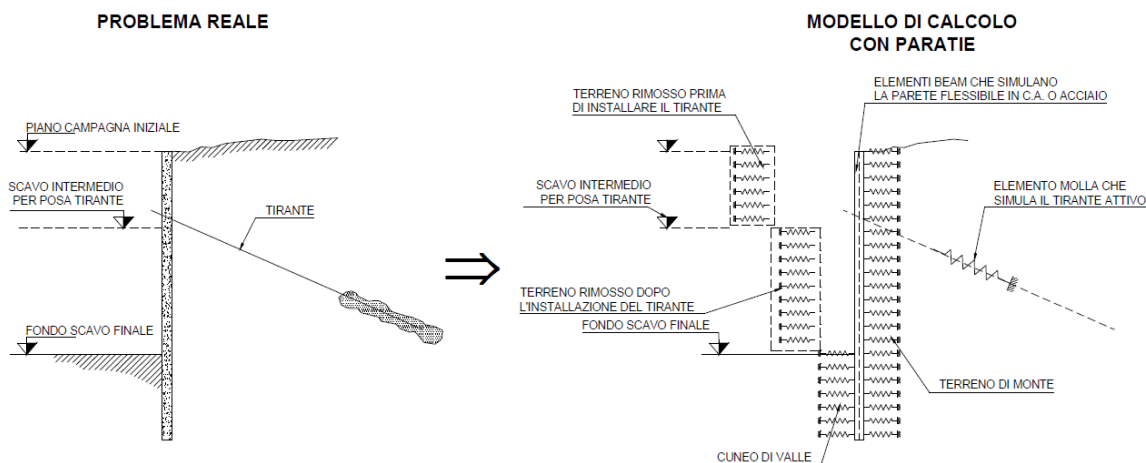 PROBLEMA REALE
PIANO CAMPAGNA INIZIALE
SCAVO INTERMEDIO
PER POSA TIRANTE
TIRANTE
FONDO SCAVO FINALE
MODELLO DI CALCOLO
CON PARATIE
TERRENO RIMOSSO PRIMA
DI INSTALLARE IL TIRANTE
ELEMENTI BEAM CHE SIMULANO
LA PARETE FLESSIBILE IN C.A. O ACCIAIO
SCAVO INTERMEDIO
PER POSA TIRANTE
ELEMENTO MOLLA CHE
SIMULA IL TIRANTE ATTIVO
TERRENO RIMOSSO DOPO
L'INSTALLAZIONE DEL TIRANTE
FONDO SCAVO FINALE
TERRENO DI MONTE
CUNEO DI VALLE